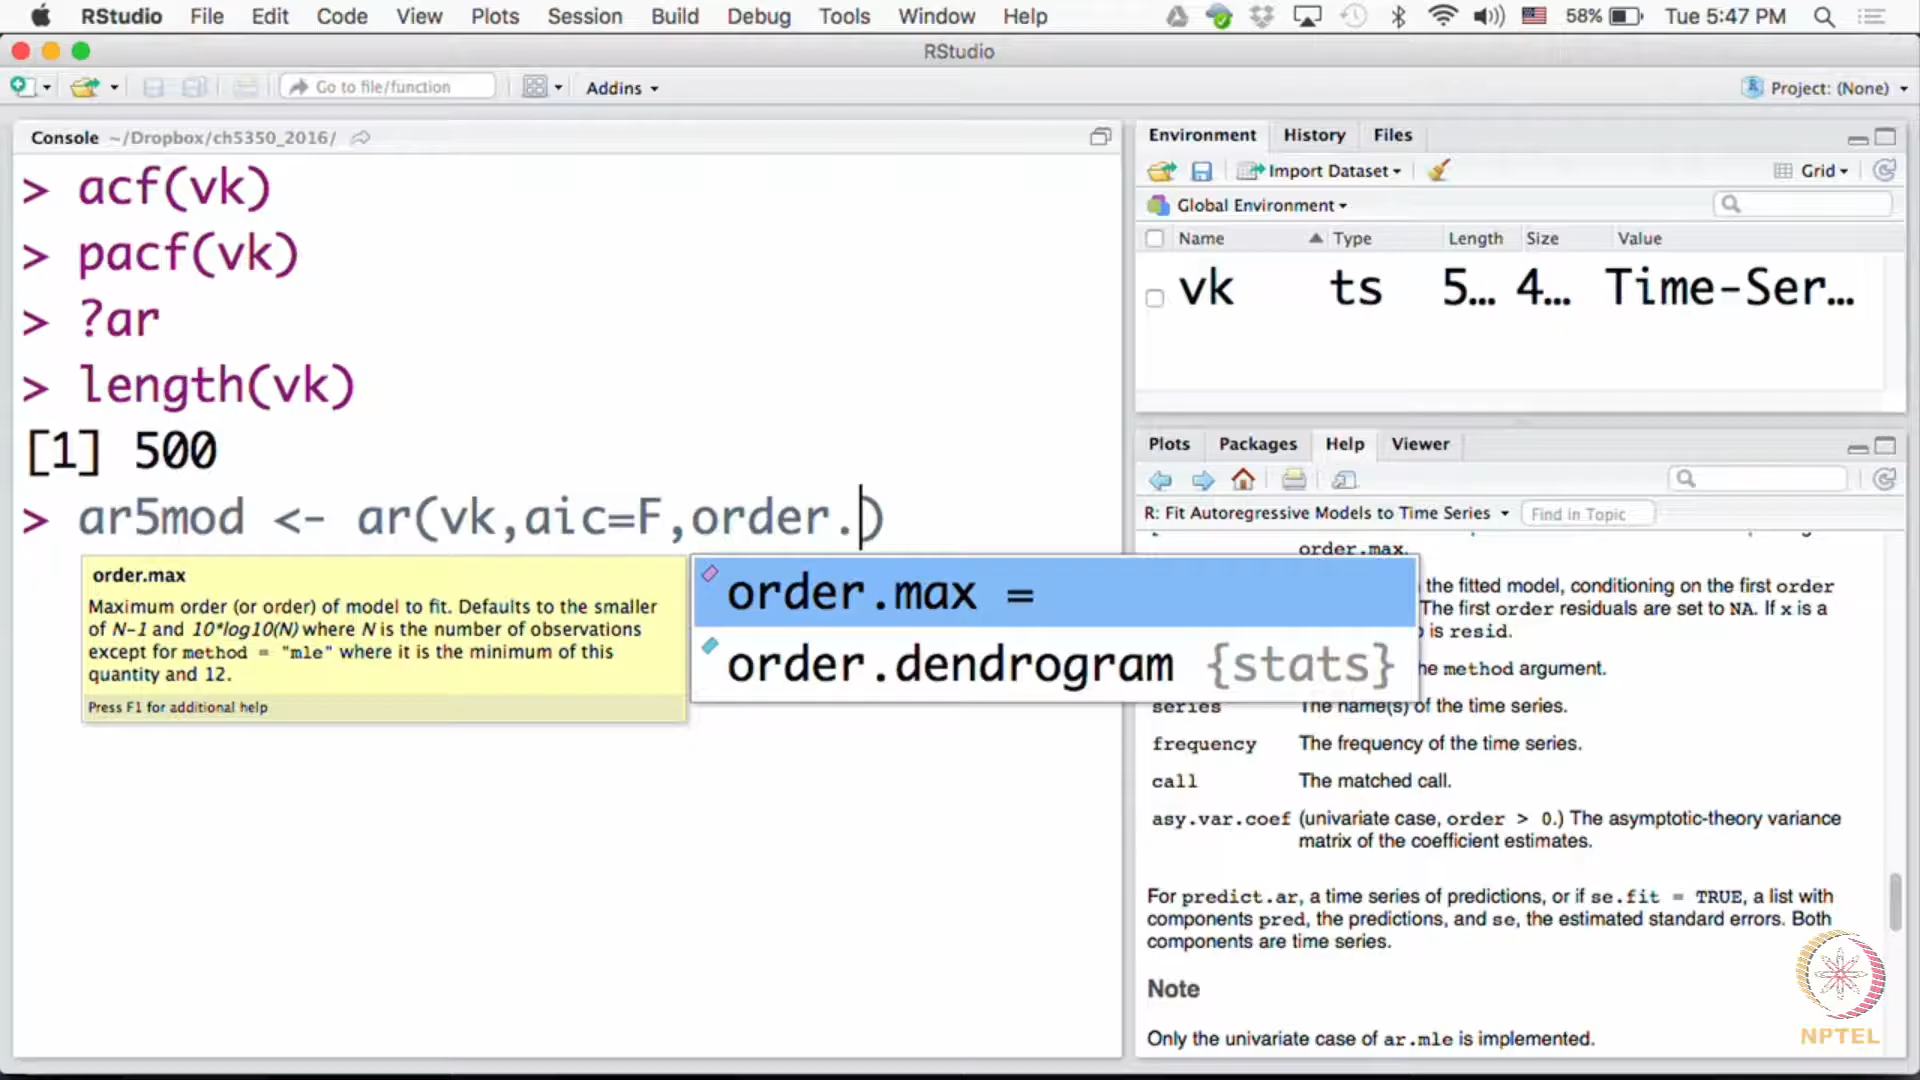 RStudio File Edit Code View Plots Session Build Debug Tools Window Help 58% Tue 5:47 PM
RStudio
Go to file/function Addins Project: (None)
Console ~/Dropbox/ch5350_2016/
> acf(vk)
> pacf(vk)
> ?ar
> length(vk)
[1] 500
> ar5mod <- ar(vk,aic=F,order.)
order.max
Maximum order (or order) of model to fit. Defaults to the smaller
of N-1 and 10*log10(N) where N is the number of observations
except for method = "mle" where it is the minimum of this
quantity and 12.
Press F1 for additional help
order.max =
order.dendrogram {stats}
Environment History Files
Import Dataset Grid
Global Environment
Name Type Length Size Value
vk ts 5... 4... Time-Ser...
Plots Packages Help Viewer
R: Fit Autoregressive Models to Time Series Find in Topic
order.max.
the fitted model, conditioning on the first order
The first order residuals are set to NA. If x is a
is resid.
he method argument.
series The name(s) of the time series.
frequency The frequency of the time series.
call The matched call.
asy.var.coef (univariate case, order > 0.) The asymptotic-theory variance
matrix of the coefficient estimates.
For predict.ar, a time series of predictions, or if se.fit = TRUE, a list with
components pred, the predictions, and se, the estimated standard errors. Both
components are time series.
Note
Only the univariate case of ar.mle is implemented.
NPTEL